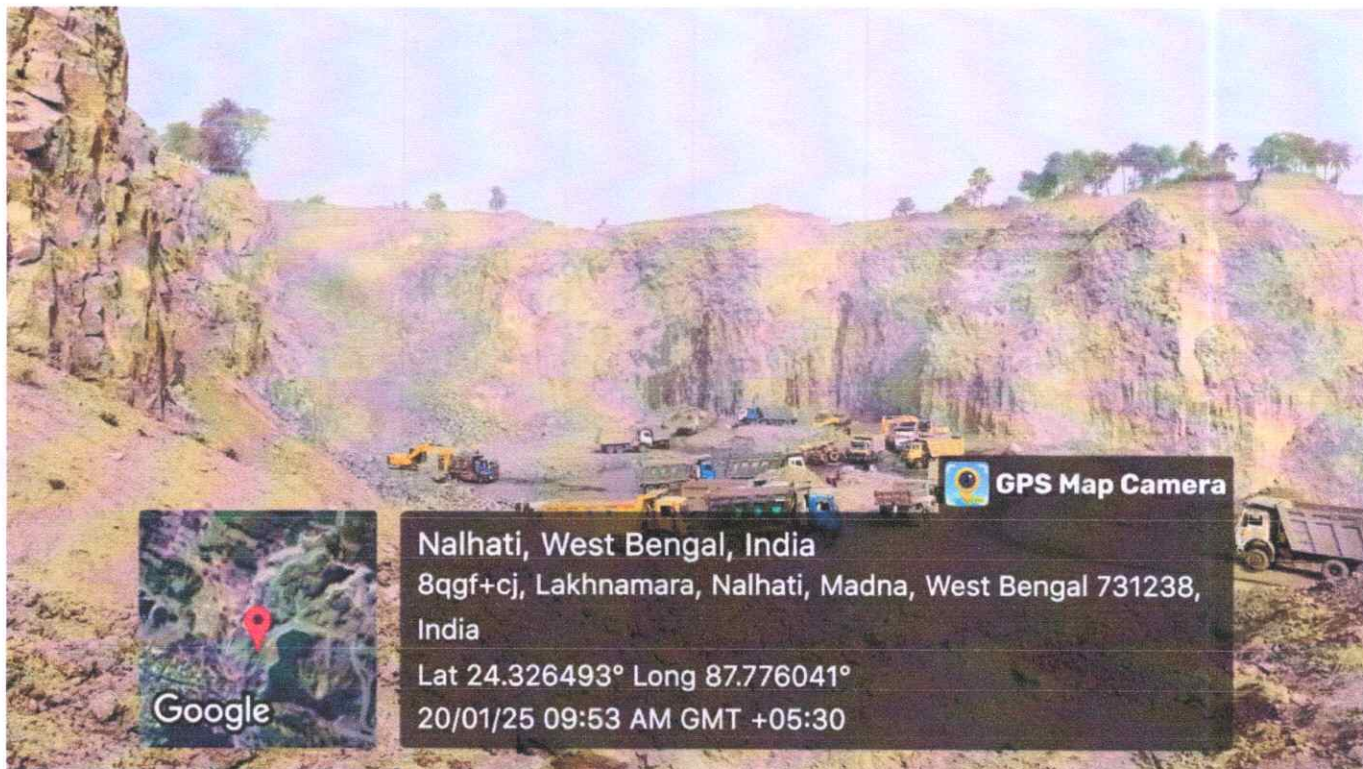 GPS Map Camera
Nalhati, West Bengal, India
8qgf+cj, Lakhnamara, Nalhati, Madna, West Bengal 731238,
India
Lat 24.326493° Long 87.776041°
20/01/25 09:53 AM GMT +05:30
Google